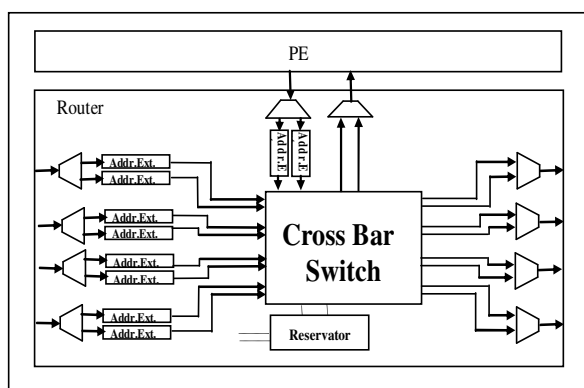 PE
Router
Addr.E
Addr.E
Addr.Ext.
Addr.Ext.
Addr.Ext.
Addr.Ext.
Cross Bar
Switch
Addr.Ext.
Addr.Ext.
Addr.Ext.
Addr.Ext.
Reservator